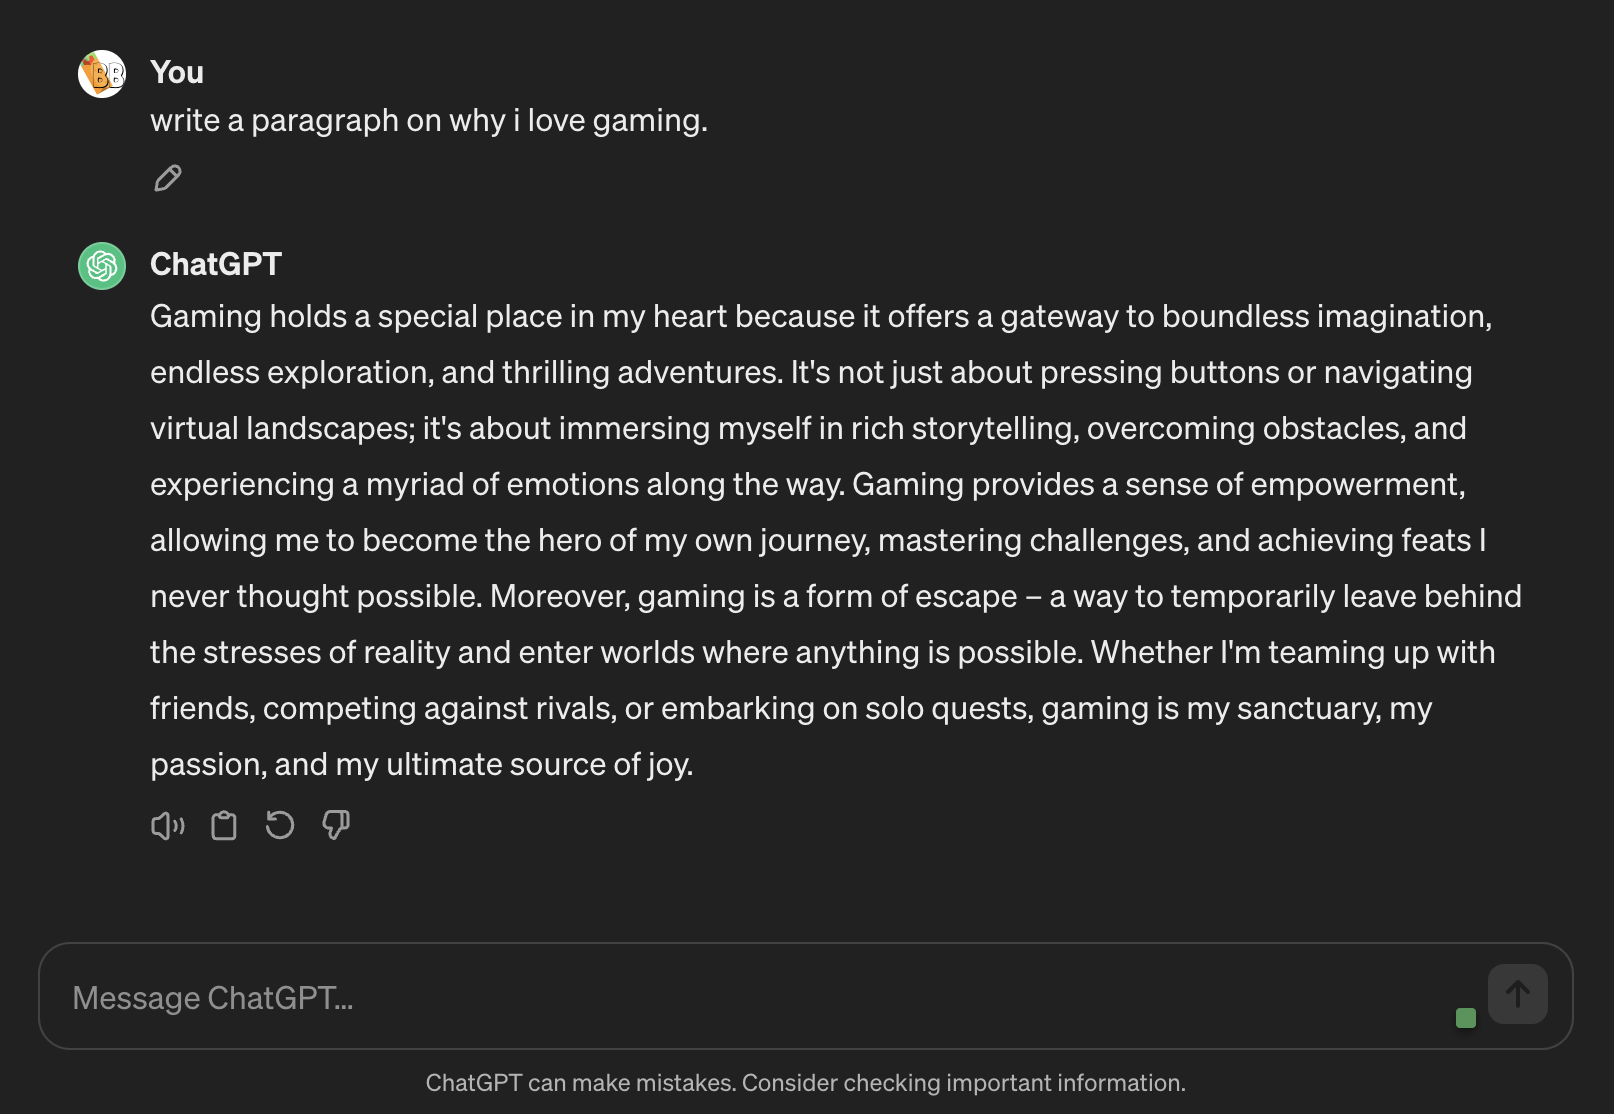 BB
You
write a paragraph on why i love gaming.
ChatGPT
Gaming holds a special place in my heart because it offers a gateway to boundless imagination,
endless exploration, and thrilling adventures. It's not just about pressing buttons or navigating
virtual landscapes; it's about immersing myself in rich storytelling, overcoming obstacles, and
experiencing a myriad of emotions along the way. Gaming provides a sense of empowerment,
allowing me to become the hero of my own journey, mastering challenges, and achieving feats I
never thought possible. Moreover, gaming is a form of escape – a way to temporarily leave behind
the stresses of reality and enter worlds where anything is possible. Whether I'm teaming up with
friends, competing against rivals, or embarking on solo quests, gaming is my sanctuary, my
passion, and my ultimate source of joy.
Message ChatGPT...
ChatGPT can make mistakes. Consider checking important information.